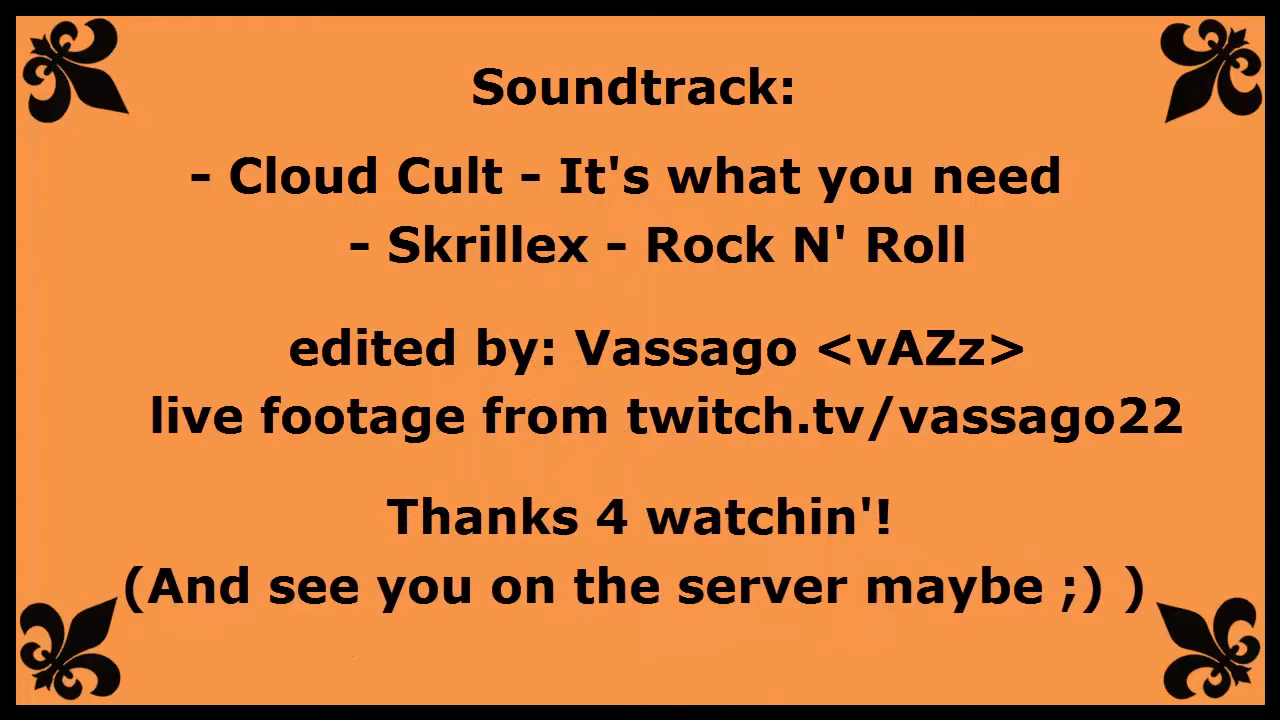 Soundtrack:
- Cloud Cult - It's what you need
- Skrillex - Rock N' Roll
edited by: Vassago <vAZz>
live footage from twitch.tv/vassago22
Thanks 4 watchin'!
(And see you on the server maybe ;) )